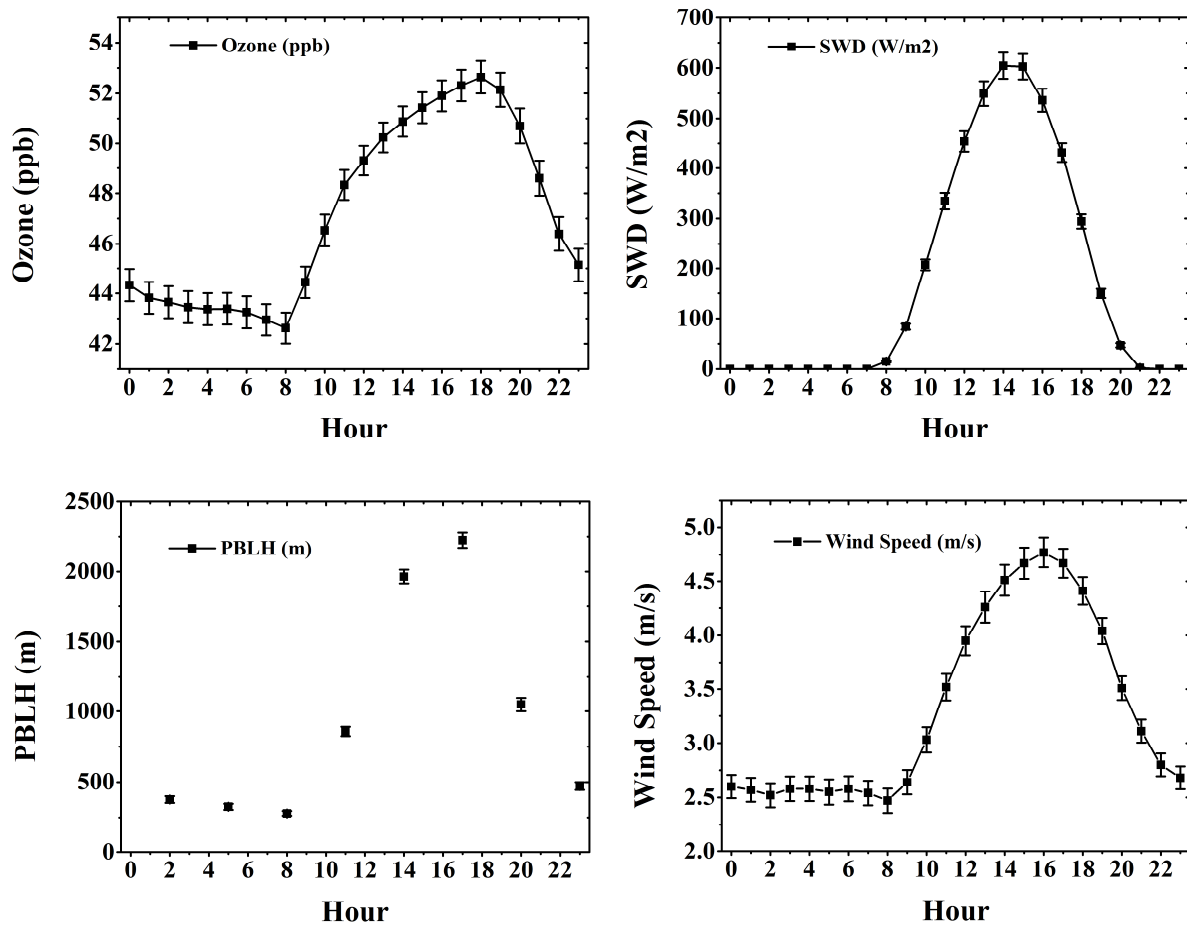 54
52
50
48
46
44
42
Ozone (ppb)
Ozone (ppb)
0 2 4 6 8 10 12 14 16 18 20 22
Hour
700
600
500
400
300
200
100
0
SWD (W/m2)
SWD (W/m2)
0 2 4 6 8 10 12 14 16 18 20 22
Hour
2500
2000
1500
1000
500
0
PBLH (m)
PBLH (m)
0 2 4 6 8 10 12 14 16 18 20 22
Hour
5.0
4.5
4.0
3.5
3.0
2.5
2.0
Wind Speed (m/s)
Wind Speed (m/s)
0 2 4 6 8 10 12 14 16 18 20 22
Hour